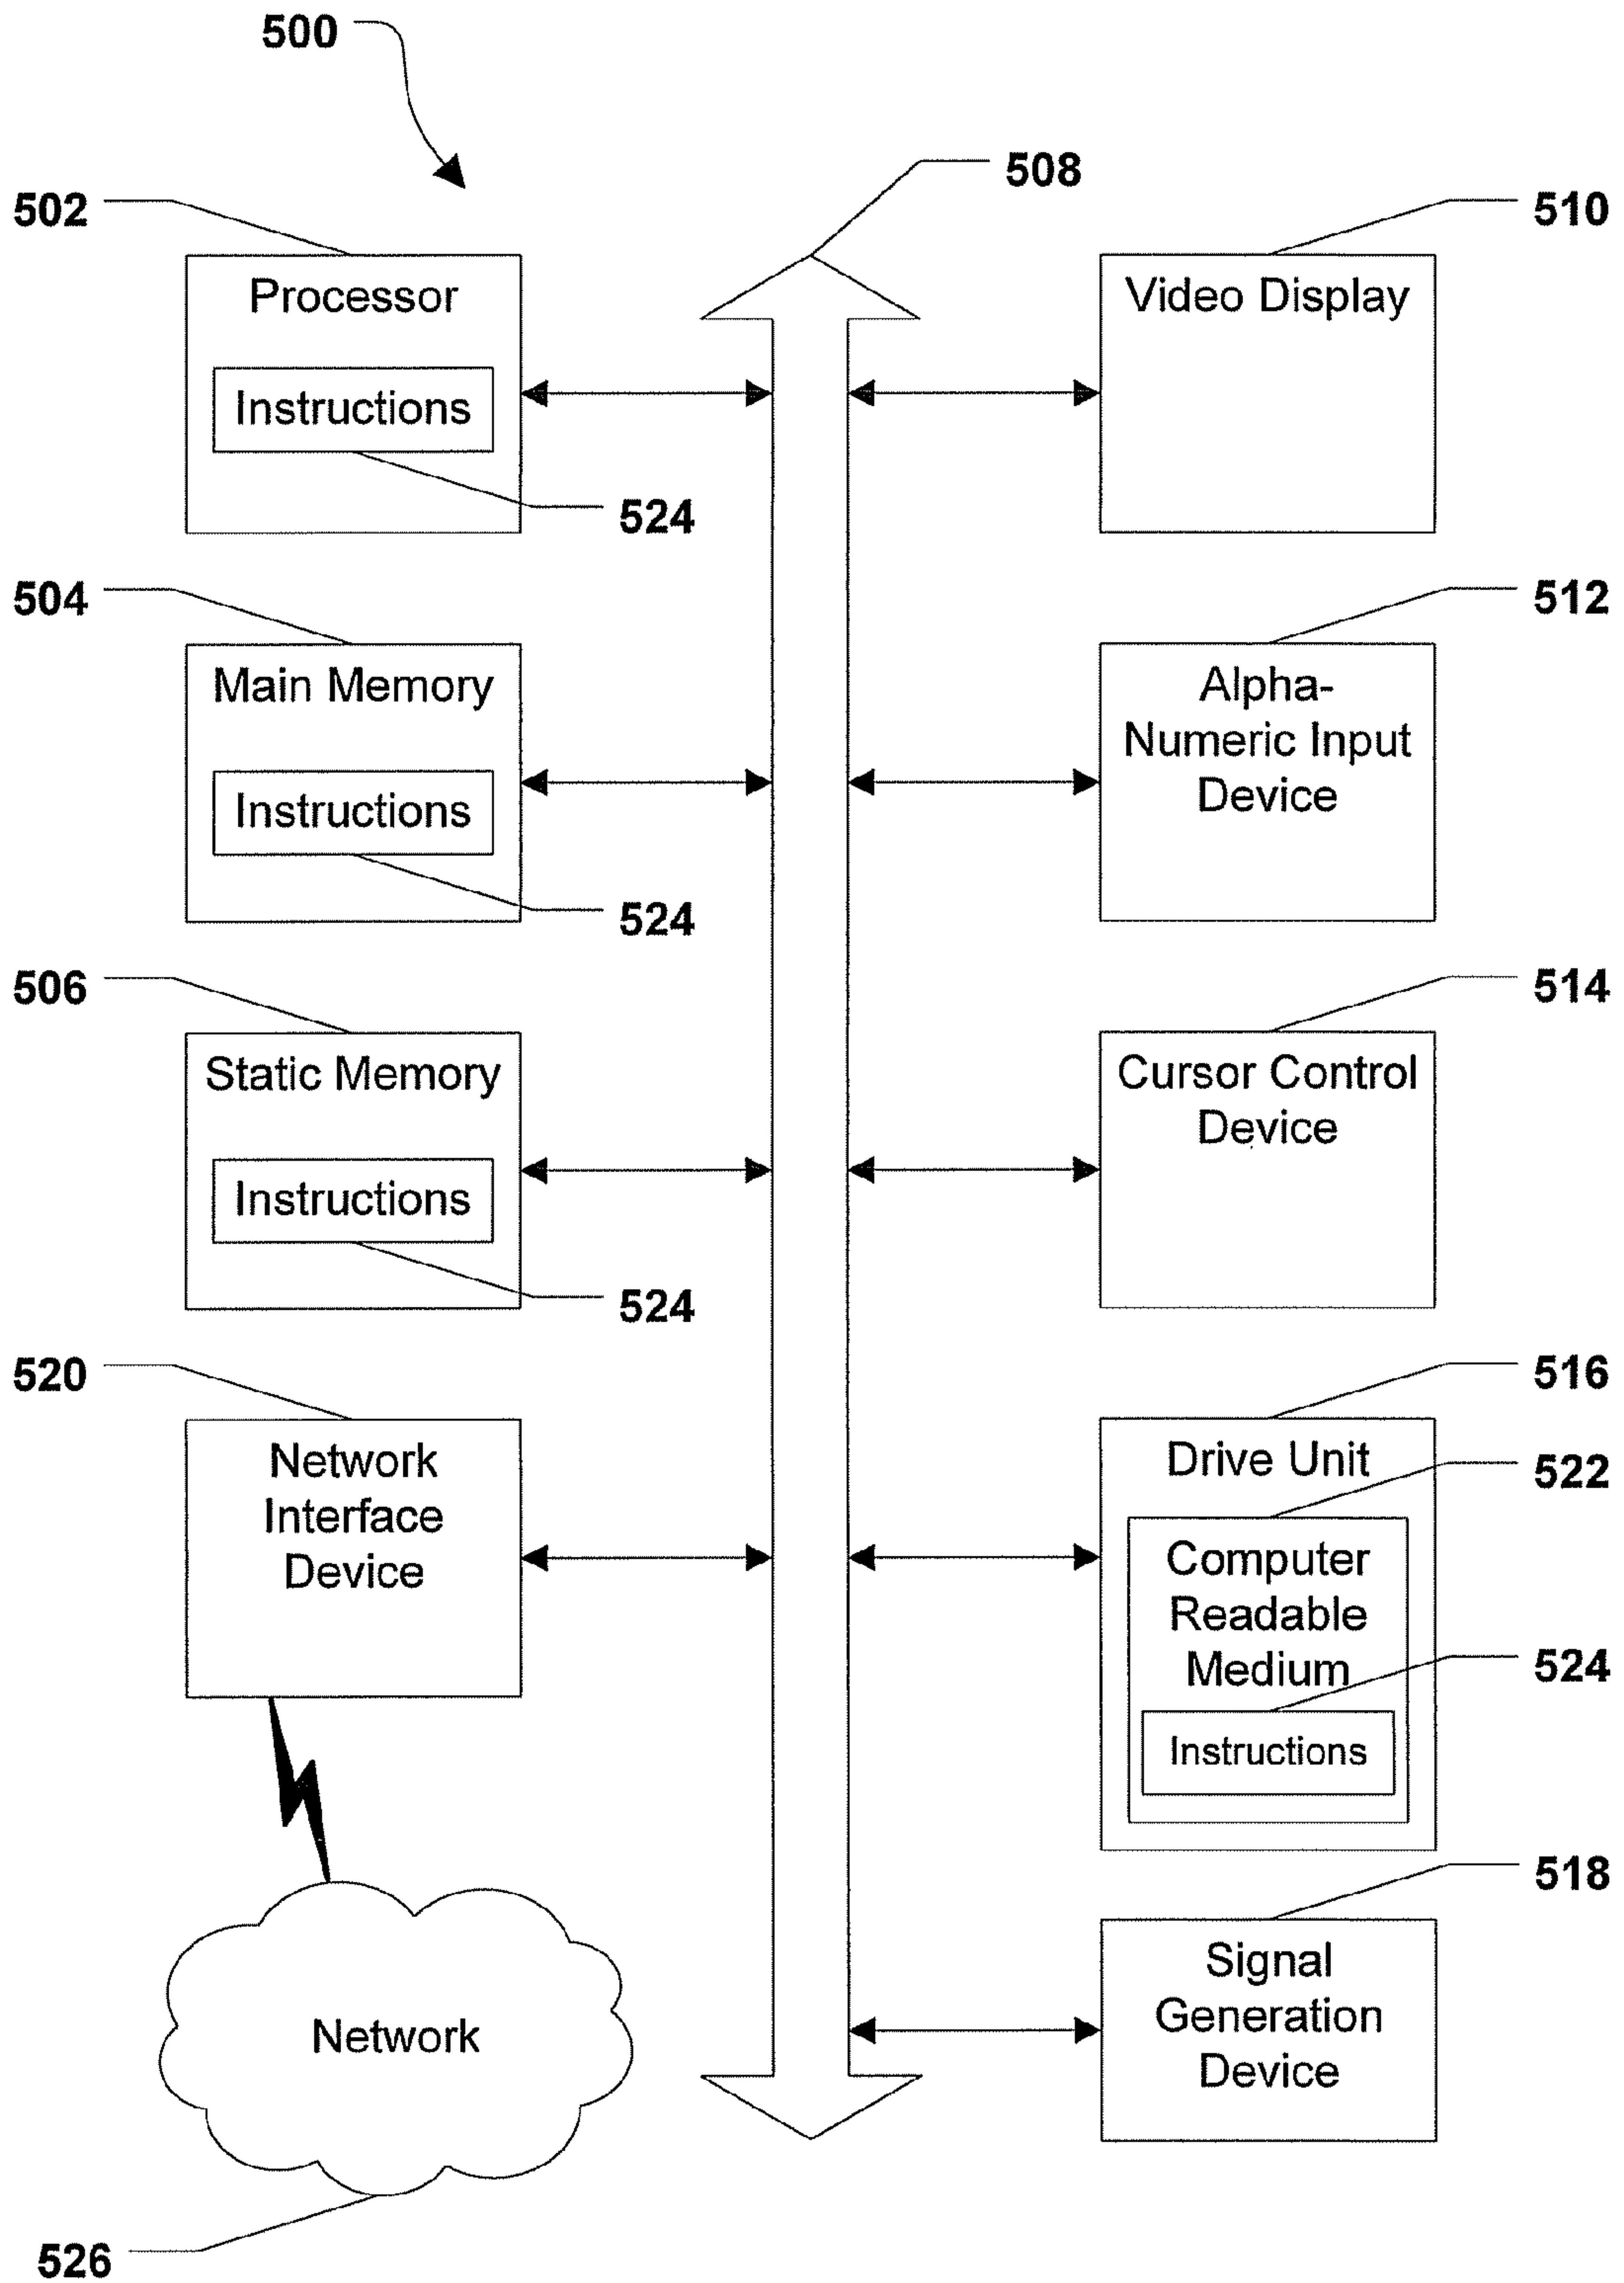 500
508
502
Processor
Instructions
524
510
Video Display
504
Main Memory
Instructions
524
512
Alpha-
Numeric Input
Device
506
Static Memory
Instructions
524
514
Cursor Control
Device
520
Network
Interface
Device
516
Drive Unit
522
Computer
Readable
Medium
524
Instructions
518
Signal
Generation
Device
Network
526